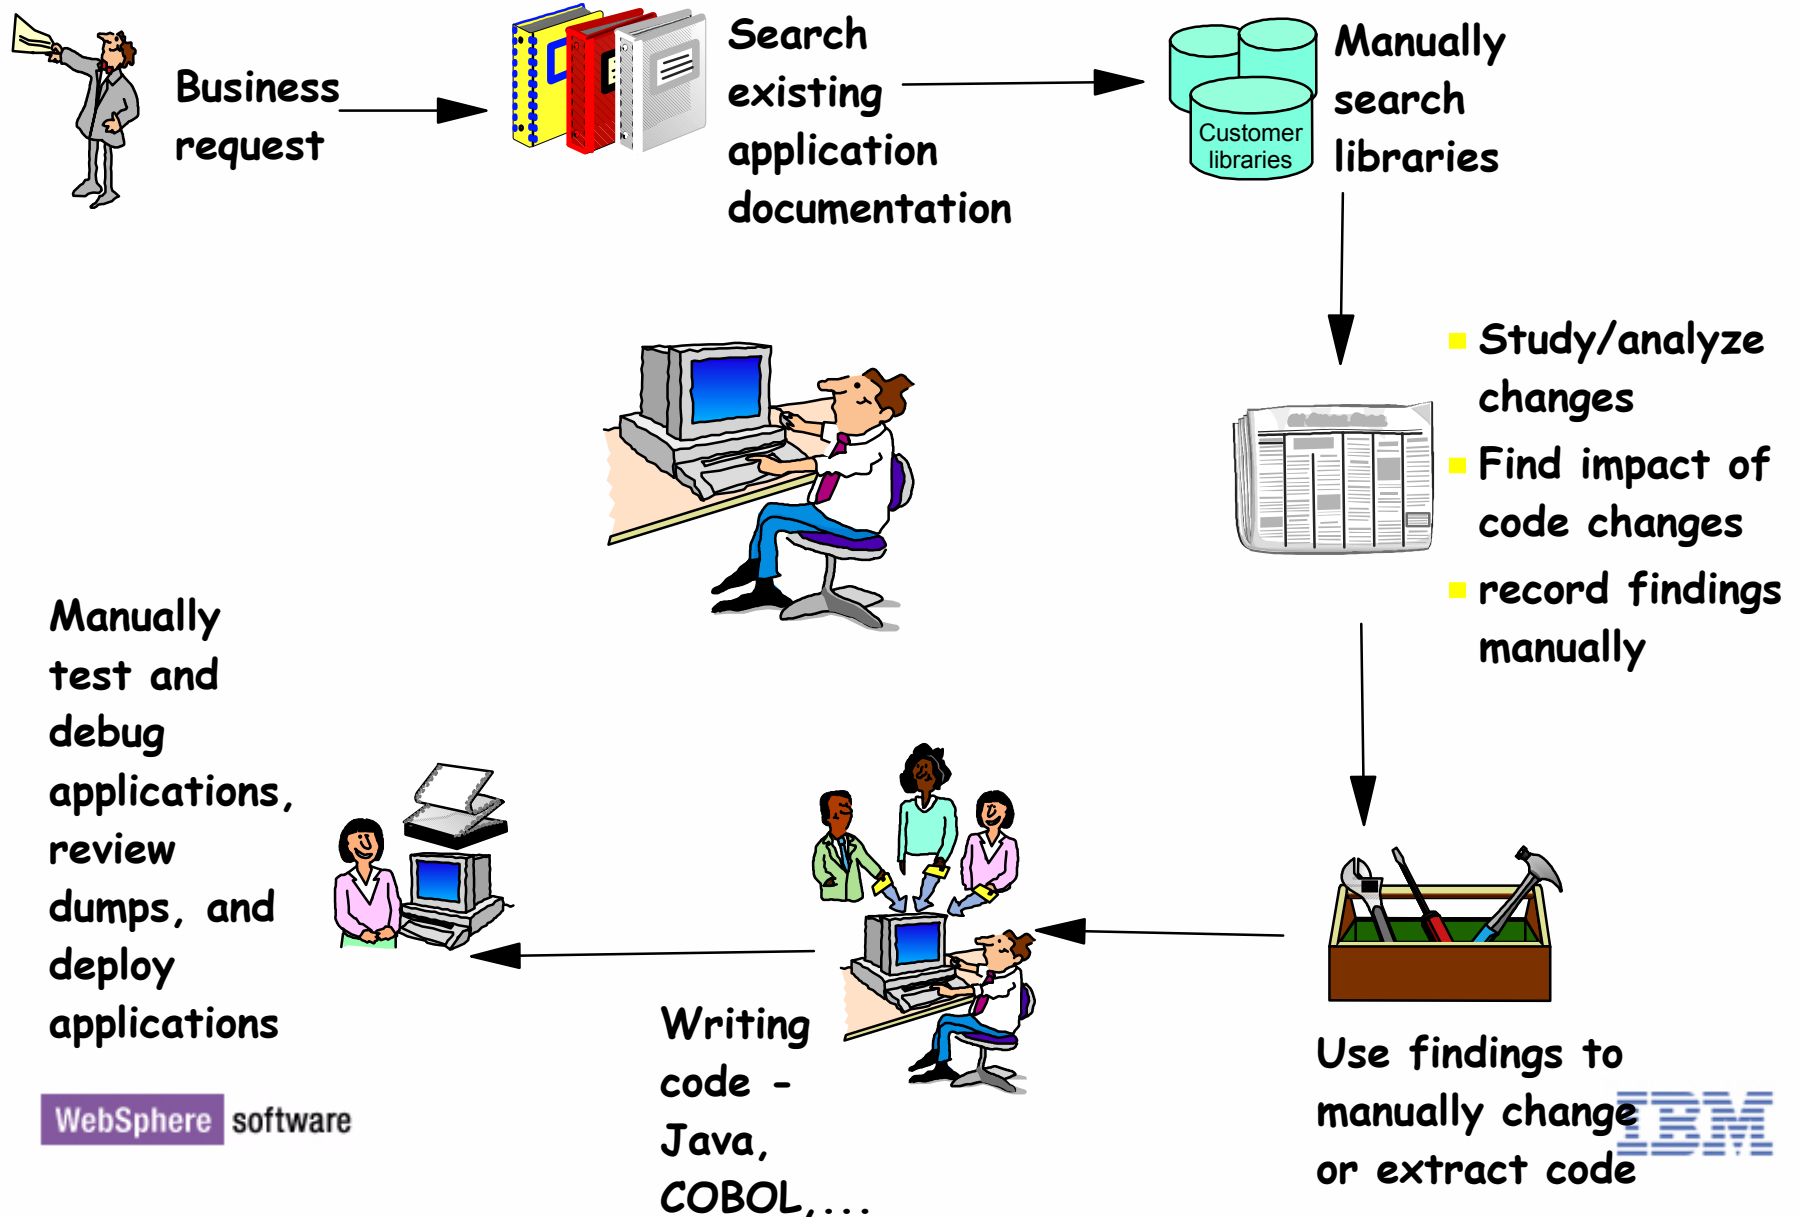 Business
request
Search
existing
application
documentation
Customer
libraries
Manually
search
libraries
Study/analyze
changes
Find impact of
code changes
record findings
manually
Use findings to
manually change
or extract code
Writing
code -
Java,
COBOL,...
Manually
test and
debug
applications,
review
dumps, and
deploy
applications
WebSphere software
IBM